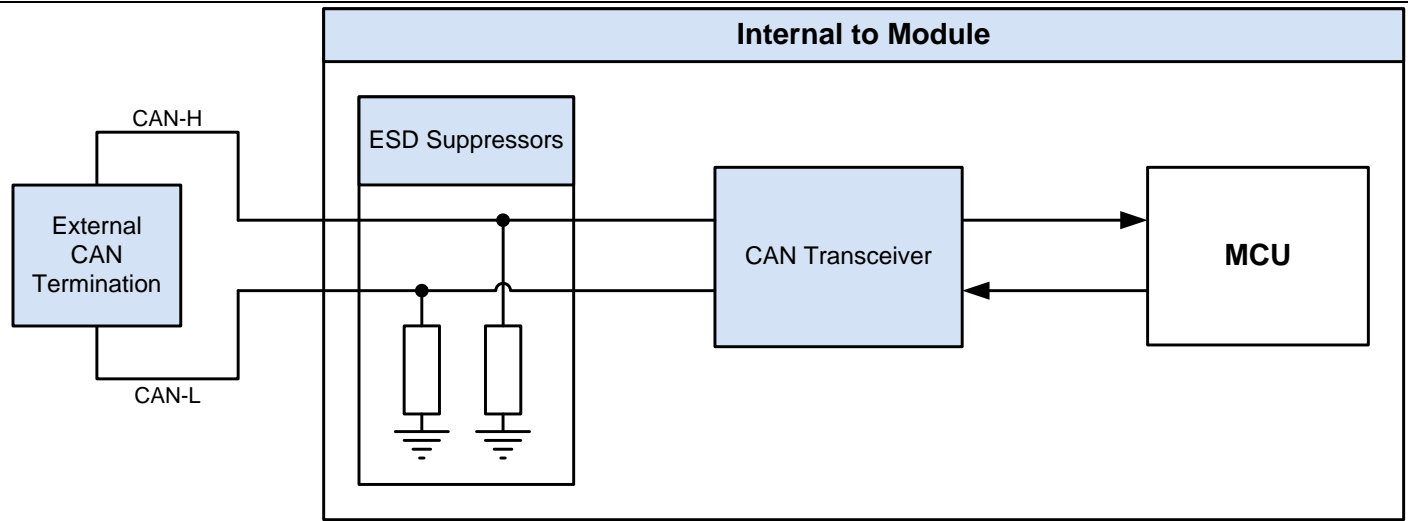 Internal to Module
CAN-H
ESD Suppressors
External
CAN
Termination
CAN Transceiver
MCU
CAN-L